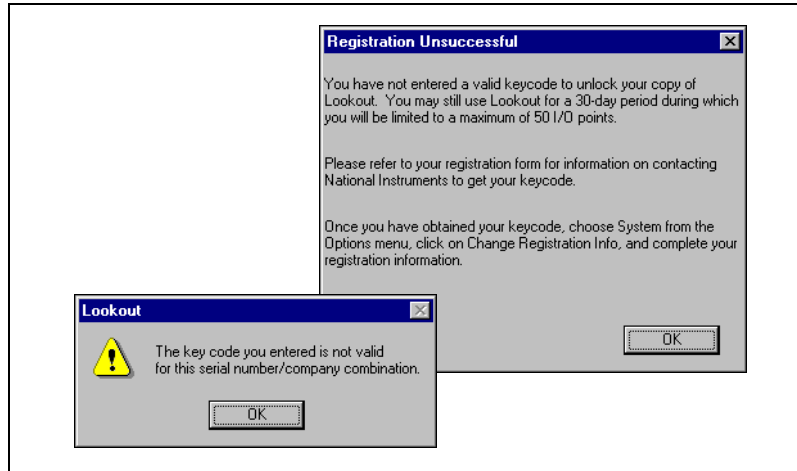 Registration Unsuccessful
You have not entered a valid keycode to unlock your copy of
Lookout. You may still use Lookout for a 30-day period during which
you will be limited to a maximum of 50 I/O points.
Please refer to your registration form for information on contacting
National Instruments to get your keycode.
Once you have obtained your keycode, choose System from the
Options menu, click on Change Registration Info, and complete your
registration information.
OK
Lookout
The key code you entered is not valid
for this serial number/company combination.
OK